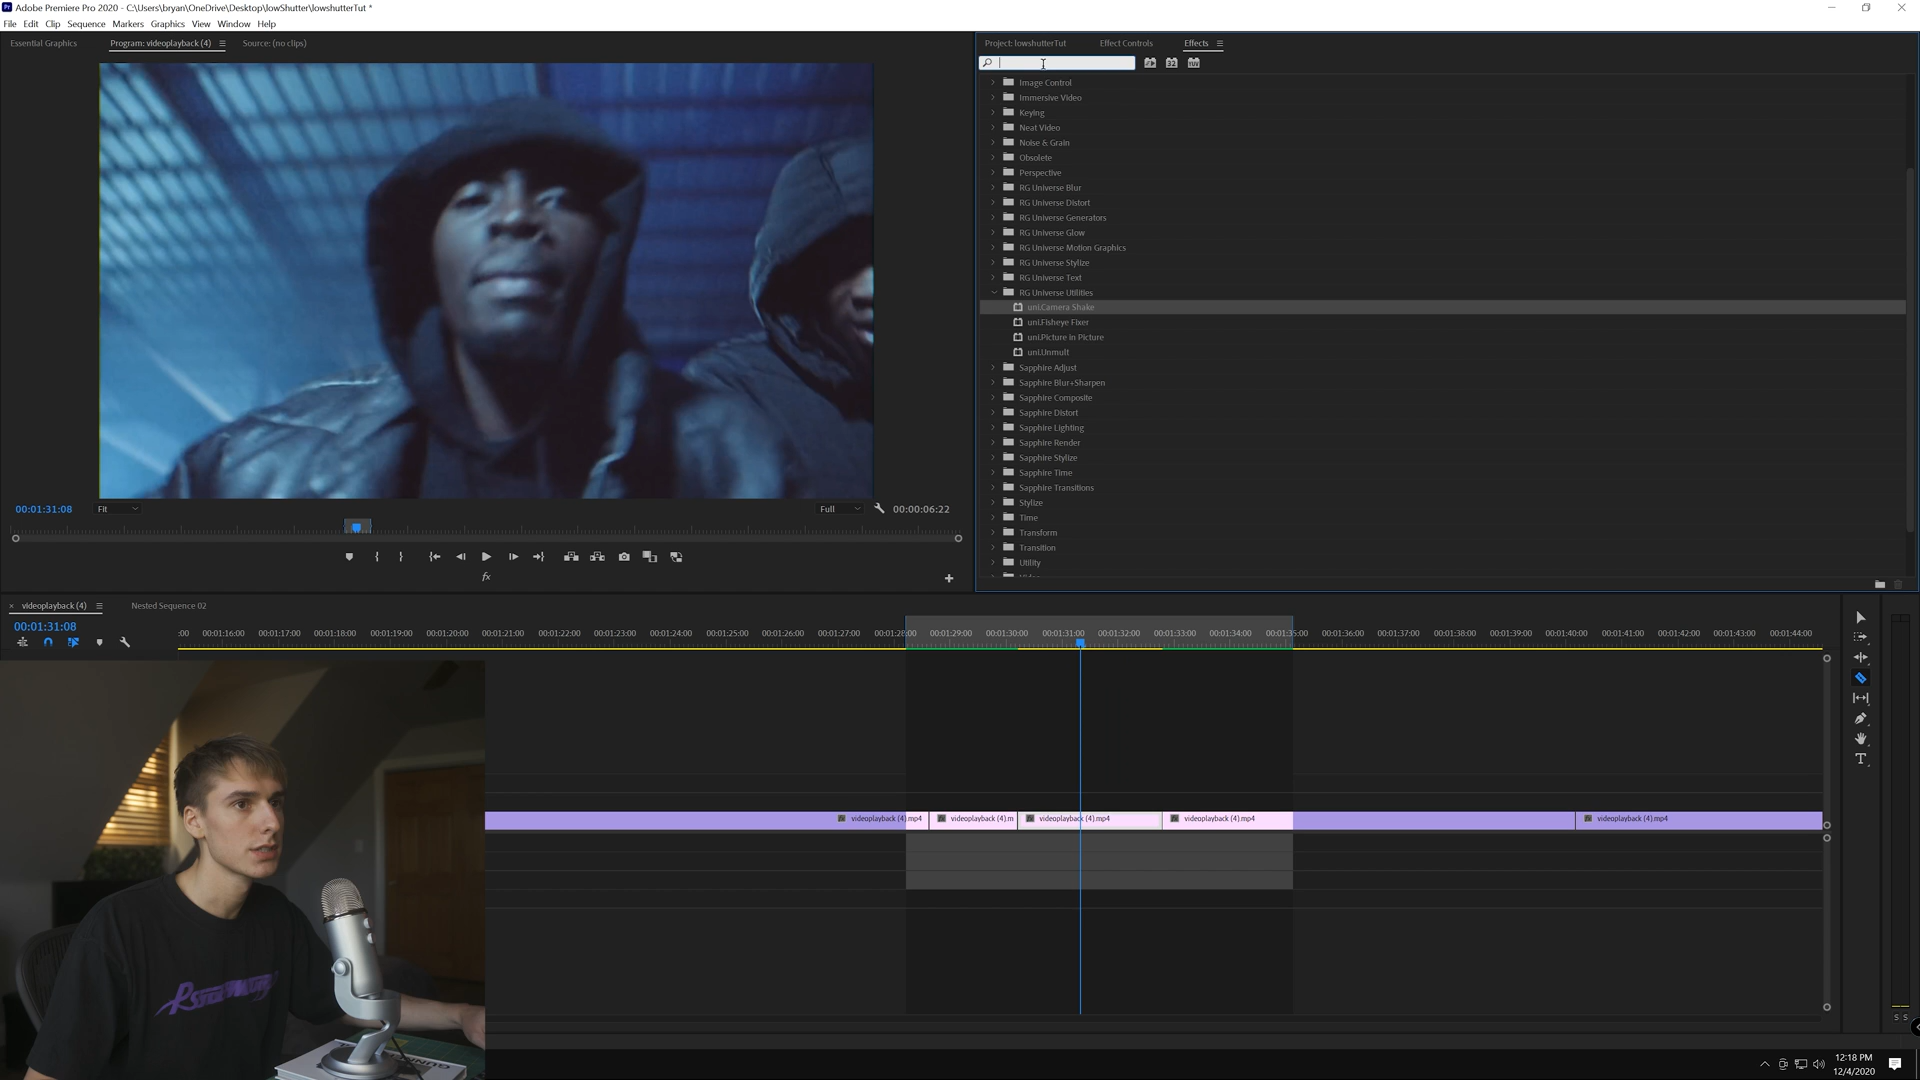 Adobe Premiere Pro 2020 - C:\Users\bryan\OneDrive\Desktop\lowShutter\lowshutterTut *
File Edit Clip Sequence Markers Graphics View Window Help
Essential Graphics
Program: videoplayback (4)
Source: (no clips)
Project: lowshutterTut
Effect Controls
Effects
Image Control
Immersive Video
Keying
Neat Video
Noise & Grain
Obsolete
Perspective
RG Universe Blur
RG Universe Distort
RG Universe Generators
RG Universe Glow
RG Universe Motion Graphics
RG Universe Stylize
RG Universe Text
RG Universe Utilities
uni.Camera Shake
uni.Fisheye Fixer
uni.Picture in Picture
uni.Unmult
Sapphire Adjust
Sapphire Blur+Sharpen
Sapphire Composite
Sapphire Distort
Sapphire Lighting
Sapphire Render
Sapphire Stylize
Sapphire Time
Sapphire Transitions
Stylize
Time
Transform
Transition
Utility
00:01:31:08
Fit
Full
00:00:06:22
fx
videoplayback (4)
Nested Sequence 02
00:01:31:08
:00 00:01:16:00 00:01:17:00 00:01:18:00 00:01:19:00 00:01:20:00 00:01:21:00 00:01:22:00 00:01:23:00 00:01:24:00 00:01:25:00 00:01:26:00 00:01:27:00 00:01:28:00 00:01:29:00 00:01:30:00 00:01:31:00 00:01:32:00 00:01:33:00 00:01:34:00 00:01:35:00 00:01:36:00 00:01:37:00 00:01:38:00 00:01:39:00 00:01:40:00 00:01:41:00 00:01:42:00 00:01:43:00 00:01:44:00
videoplayback (4).mp4
videoplayback (4).m
videoplayback (4).mp4
videoplayback (4).mp4
videoplayback (4).mp4
S S
12:18 PM
12/4/2020